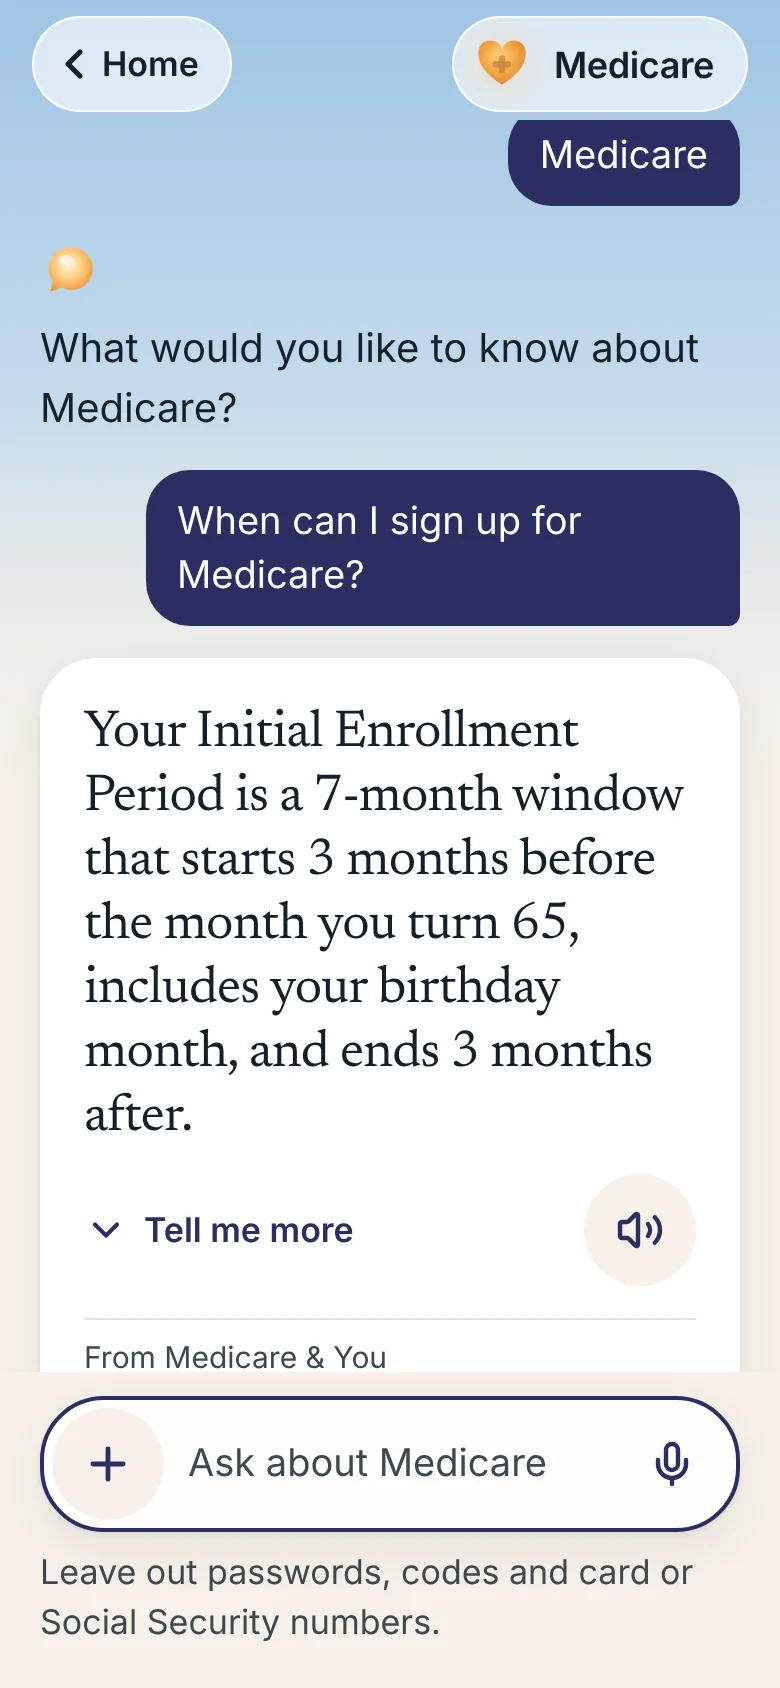 Home
Medicare
Medicare
What would you like to know about
Medicare?
When can I sign up for
Medicare?
Your Initial Enrollment
Period is a 7-month window
that starts 3 months before
the month you turn 65,
includes your birthday
month, and ends 3 months
after.
Tell me more
From Medicare & You
Ask about Medicare
Leave out passwords, codes and card or
Social Security numbers.